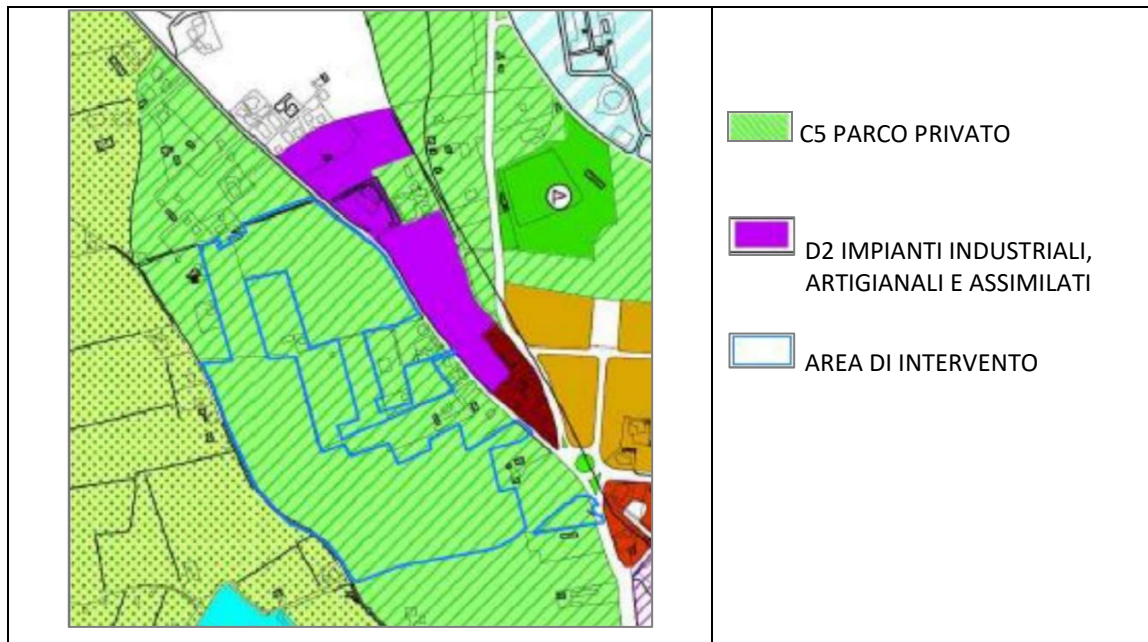 A
C5 PARCO PRIVATO
D2 IMPIANTI INDUSTRIALI,
ARTIGIANALI E ASSIMILATI
AREA DI INTERVENTO